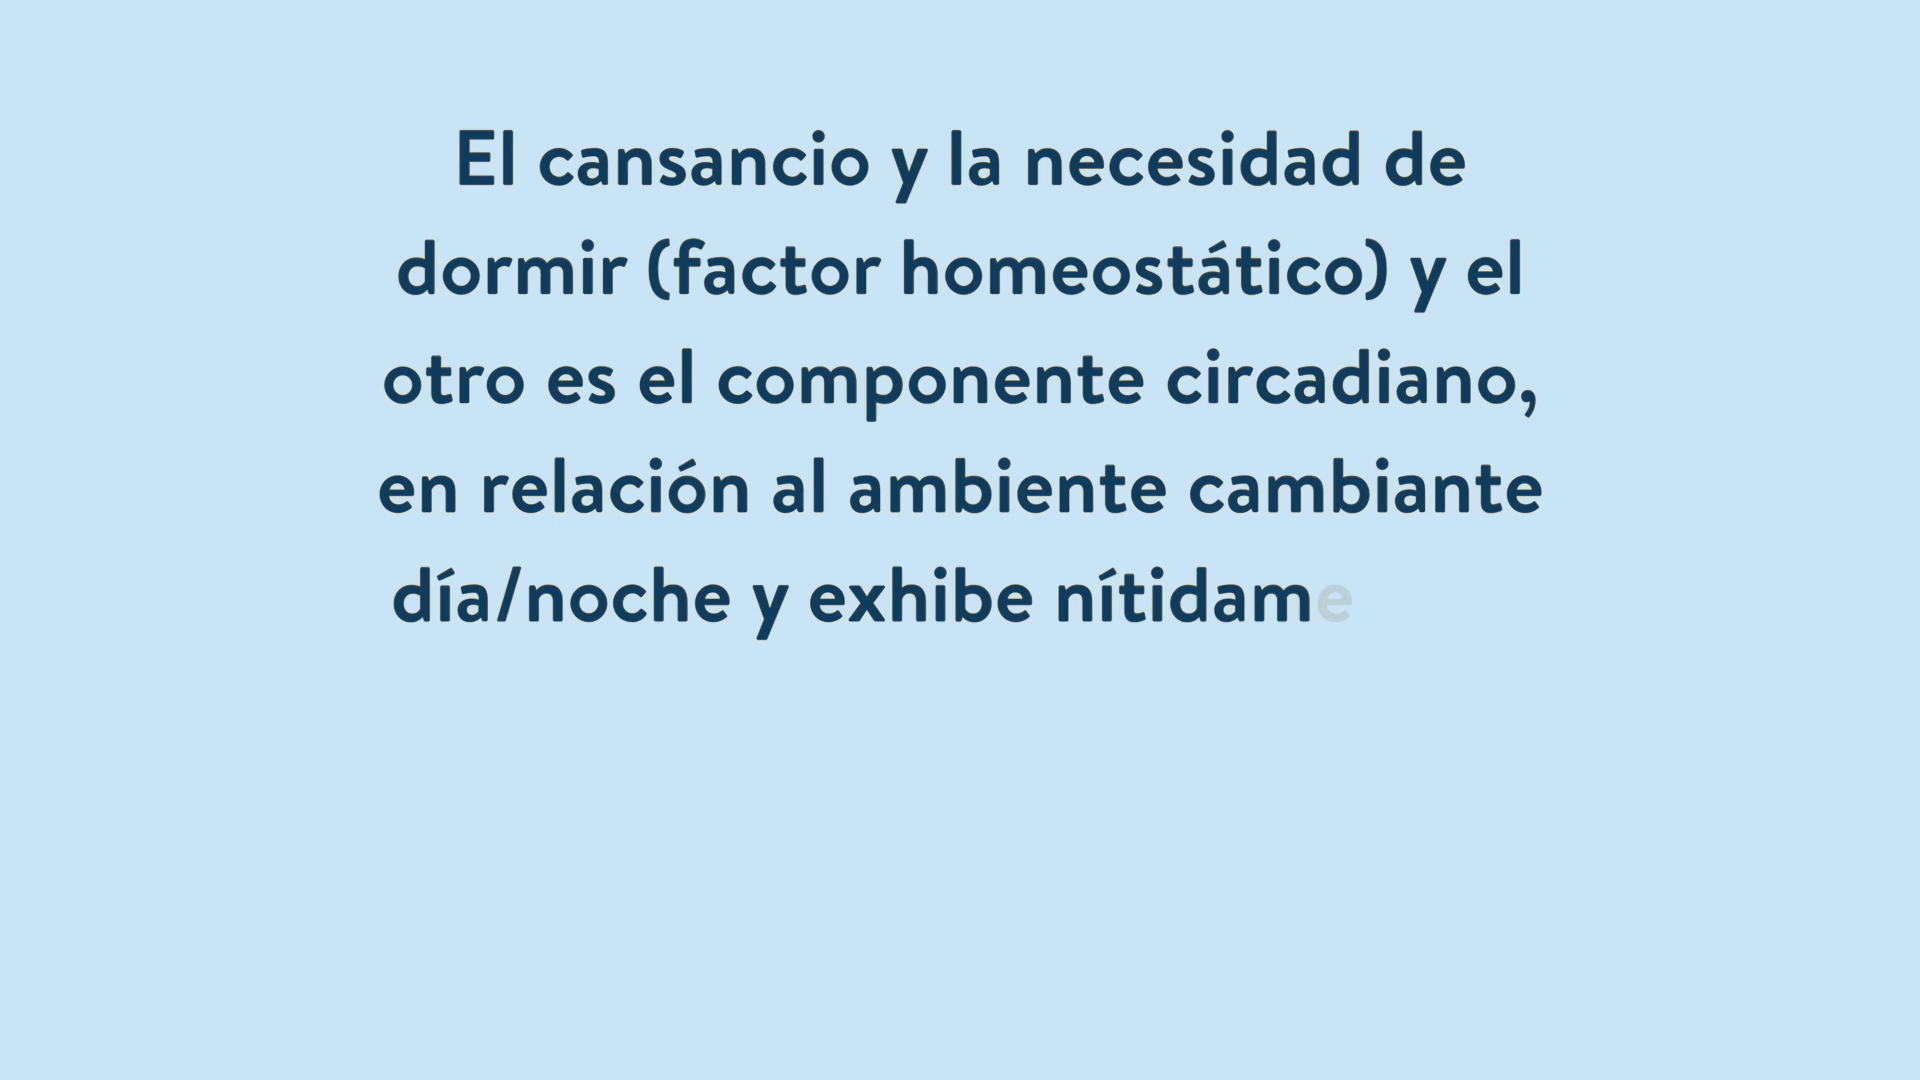 El cansancio y la necesidad de
dormir (factor homeostático) y el
otro es el componente circadiano,
en relación al ambiente cambiante
día/noche y exhibe nítidame